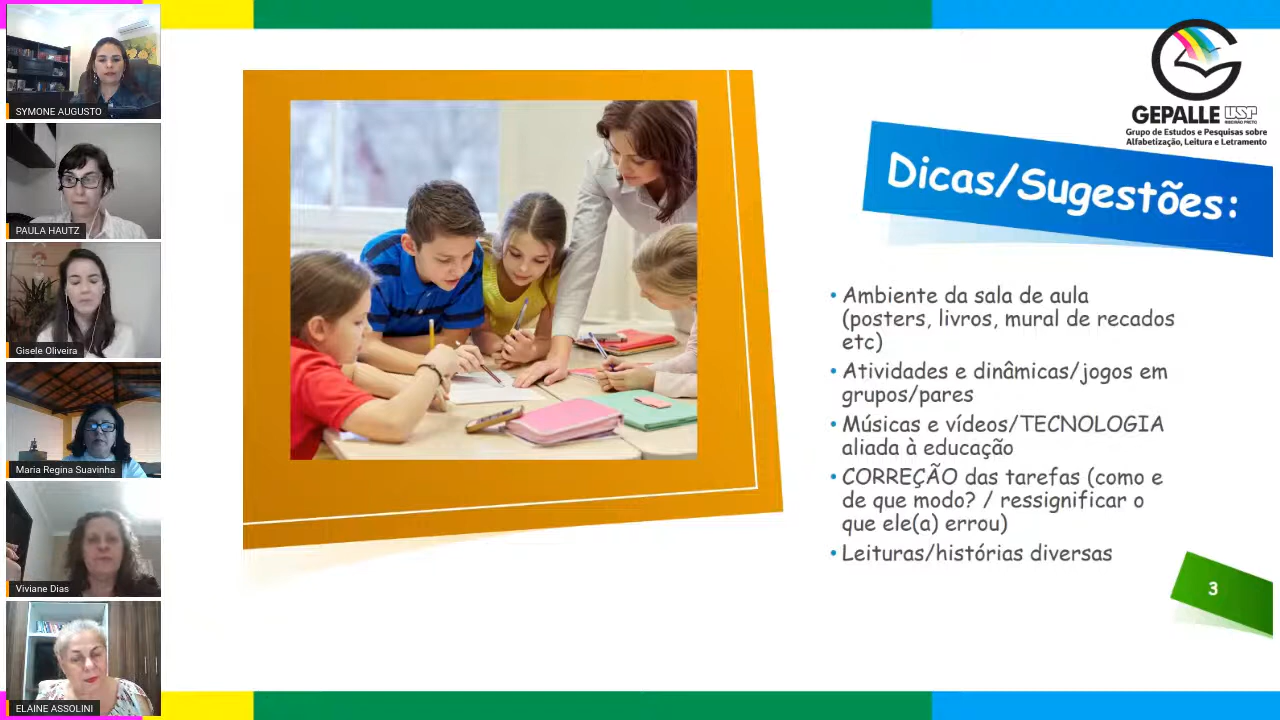 SYMONE AUGUSTO
PAULA HAUTZ
Gisele Oliveira
Maria Regina Suavinha
Viviane Dias
ELAINE ASSOLINI
GEPALLE USP
RIBEIRÃO PRETO
Grupo de Estudos e Pesquisas sobre
Alfabetização, Leitura e Letramento
Dicas/Sugestões:
• Ambiente da sala de aula
(posters, livros, mural de recados
etc)
• Atividades e dinâmicas/jogos em
grupos/pares
• Músicas e vídeos/TECNOLOGIA
aliada à educação
• CORREÇÃO das tarefas (como e
de que modo? / ressignificar o
que ele(a) errou)
• Leituras/histórias diversas
3